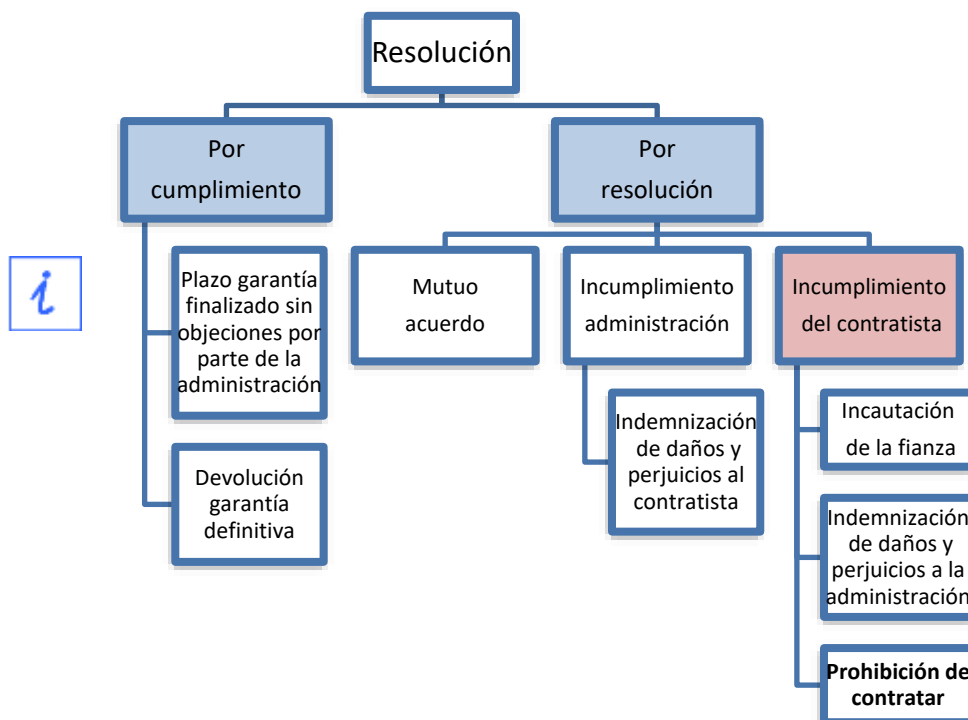 Resolución
Por
cumplimiento
Por
resolución
Plazo garantía
finalizado sin
objeciones por
parte de la
administración
Devolución
garantía
definitiva
Mutuo
acuerdo
Incumplimiento
administración
Indemnización
de daños y
perjuicios al
contratista
Incumplimiento
del contratista
Incautación
de la fianza
Indemnización
de daños y
perjuicios a la
administración
Prohibición de
contratar
i